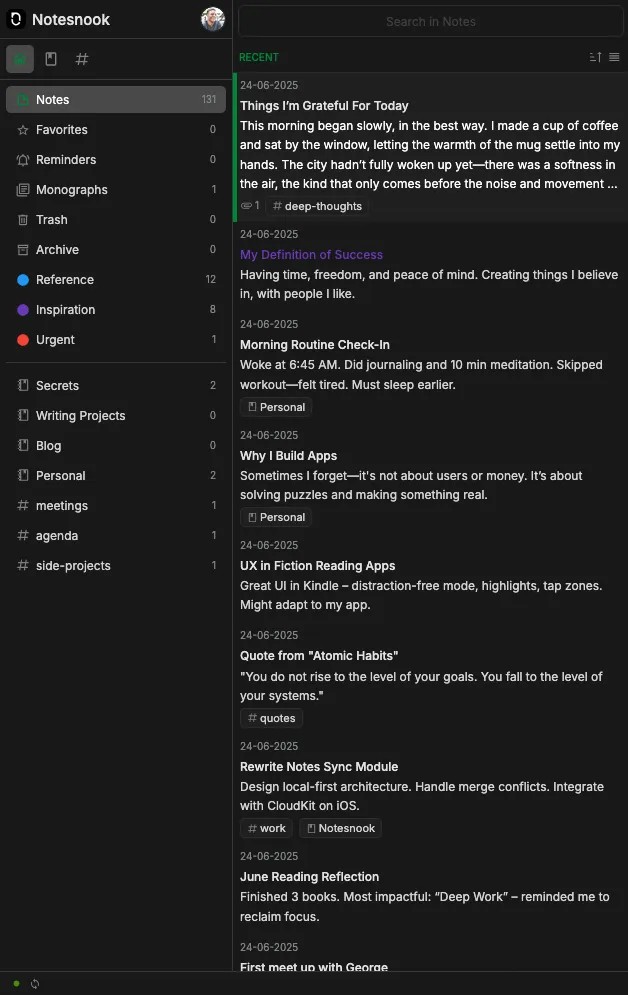 Notesnook
Notes 131
Favorites 0
Reminders 0
Monographs 1
Trash 0
Archive 0
Reference 12
Inspiration 8
Urgent 1
Secrets 2
Writing Projects 0
Blog 0
Personal 2
# meetings 1
# agenda 1
# side-projects 1
Search in Notes
RECENT
24-06-2025
Things I’m Grateful For Today
This morning began slowly, in the best way. I made a cup of coffee
and sat by the window, letting the warmth of the mug settle into my
hands. The city hadn’t fully woken up yet—there was a softness in
the air, the kind that only comes before the noise and movement ...
1 # deep-thoughts
24-06-2025
My Definition of Success
Having time, freedom, and peace of mind. Creating things I believe
in, with people I like.
24-06-2025
Morning Routine Check-In
Woke at 6:45 AM. Did journaling and 10 min meditation. Skipped
workout—felt tired. Must sleep earlier.
Personal
24-06-2025
Why I Build Apps
Sometimes I forget—it's not about users or money. It’s about
solving puzzles and making something real.
Personal
24-06-2025
UX in Fiction Reading Apps
Great UI in Kindle – distraction-free mode, highlights, tap zones.
Might adapt to my app.
24-06-2025
Quote from "Atomic Habits"
"You do not rise to the level of your goals. You fall to the level of
your systems."
# quotes
24-06-2025
Rewrite Notes Sync Module
Design local-first architecture. Handle merge conflicts. Integrate
with CloudKit on iOS.
# work Notesnook
24-06-2025
June Reading Reflection
Finished 3 books. Most impactful: “Deep Work” – reminded me to
reclaim focus.
24-06-2025
First meet up with George